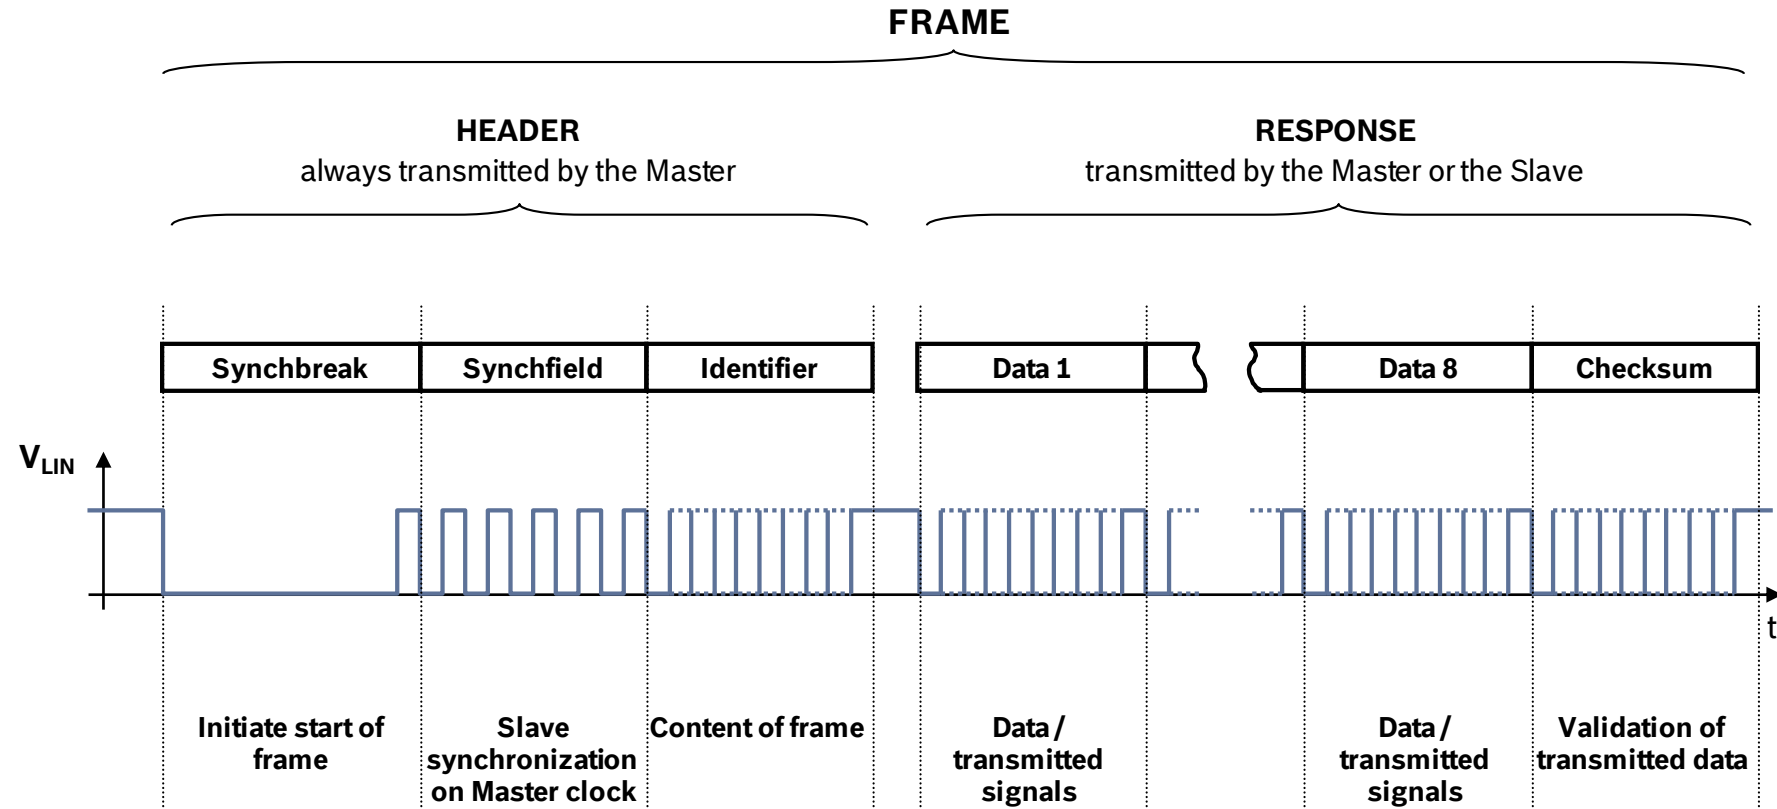 FRAME
HEADER
always transmitted by the Master
RESPONSE
transmitted by the Master or the Slave
Synchbreak
Synchfield
Identifier
Data 1
Data 8
Checksum
VLIN
t
Initiate start of
frame
Slave
synchronization
on Master clock
Content of frame
Data /
transmitted
signals
Data /
transmitted
signals
Validation of
transmitted data